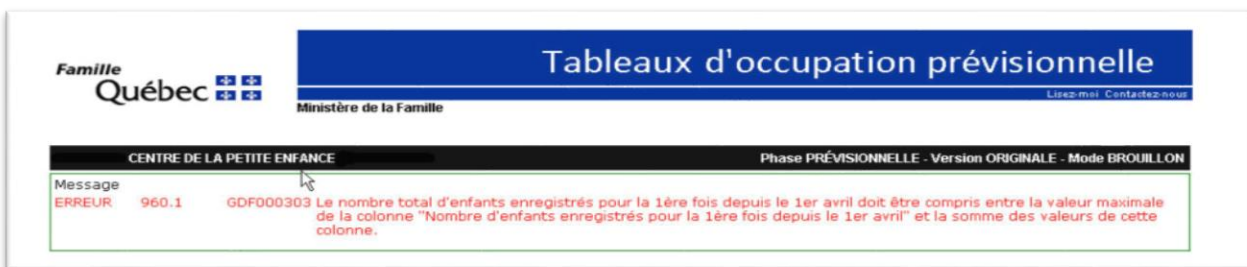 Famille
Québec
Tableaux d'occupation prévisionnelle
Lisez-moi Contactez-nous
Ministère de la Famille
CENTRE DE LA PETITE ENFANCE Phase PRÉVISIONNELLE - Version ORIGINALE - Mode BROUILLON
Message
ERREUR 960.1 GDF000303 Le nombre total d'enfants enregistrés pour la 1ère fois depuis le 1er avril doit être compris entre la valeur maximale
de la colonne "Nombre d'enfants enregistrés pour la 1ère fois depuis le 1er avril" et la somme des valeurs de cette
colonne.